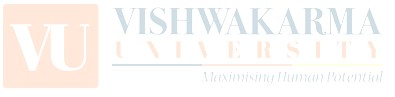 VU
VISHWAKARMA
UNIVERSITY
Maximising Human Potential